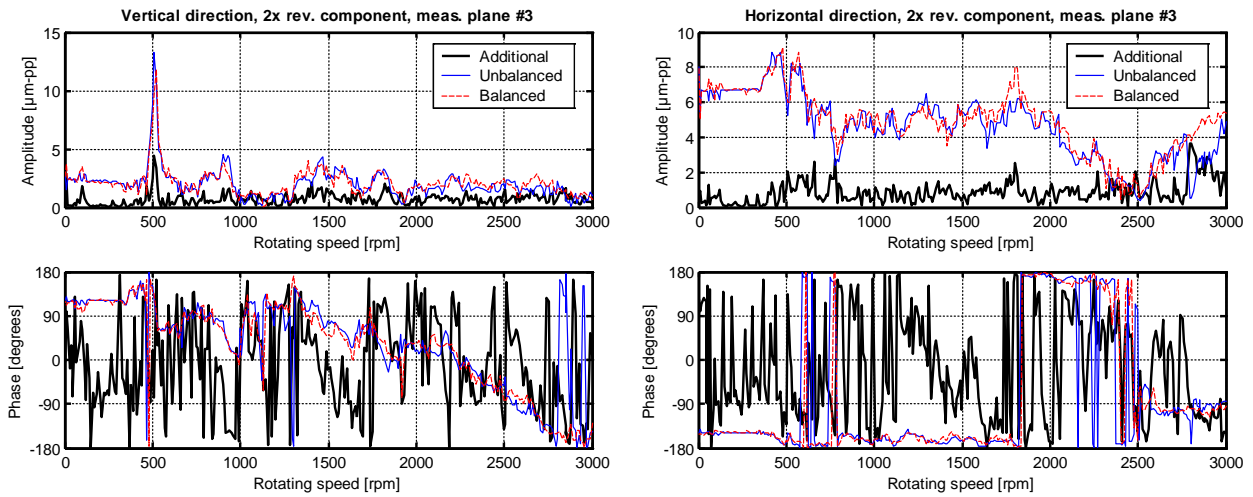 Vertical direction, 2x rev. component, meas. plane #3
15
10
5
0
Amplitude [µm-pp]
Additional
Unbalanced
Balanced
0 500 1000 1500 2000 2500 3000
Rotating speed [rpm]
180
90
0
-90
-180
Phase [degrees]
0 500 1000 1500 2000 2500 3000
Rotating speed [rpm]
Horizontal direction, 2x rev. component, meas. plane #3
10
8
6
4
2
0
Amplitude [µm-pp]
Additional
Unbalanced
Balanced
0 500 1000 1500 2000 2500 3000
Rotating speed [rpm]
180
90
0
-90
-180
Phase [degrees]
0 500 1000 1500 2000 2500 3000
Rotating speed [rpm]